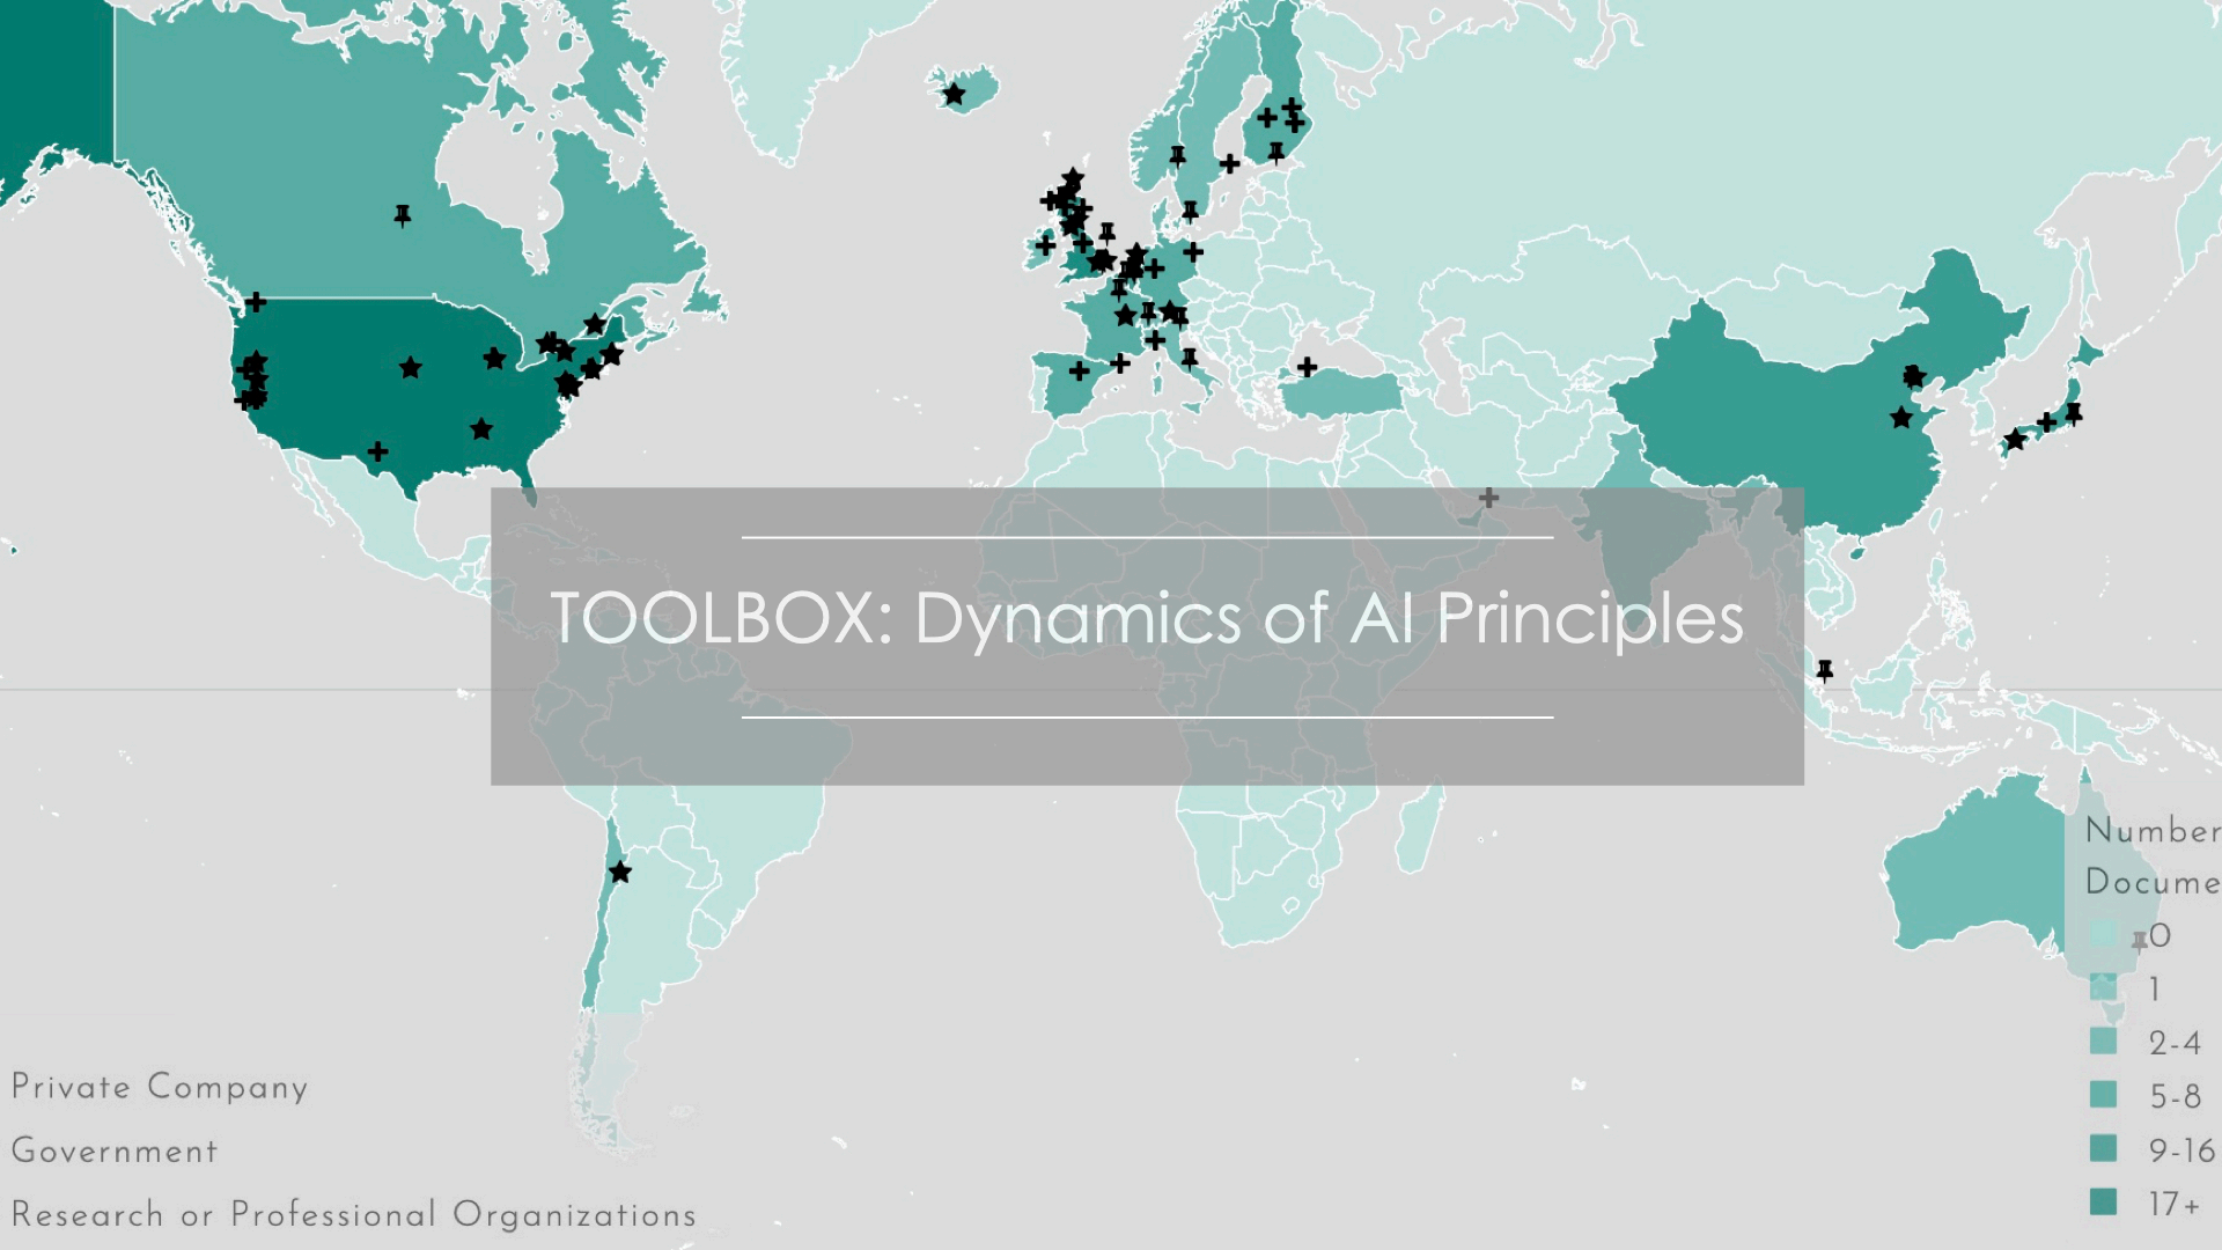 TOOLBOX: Dynamics of AI Principles
Number
Docume
0
1
2-4
5-8
9-16
17+
Private Company
Government
Research or Professional Organizations